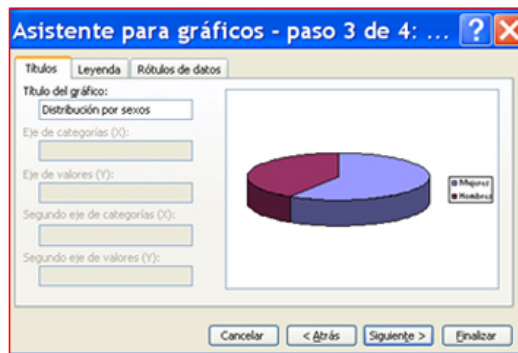 Asistente para gráficos - paso 3 de 4: ...
Títulos Leyenda Rótulos de datos
Título del gráfico:
Distribución por sexos
Eje de categorías (X):
Eje de valores (Y):
Segundo eje de categorías (X):
Segundo eje de valores (Y):
Mujeres
Hombres
Cancelar < Atrás Siguiente > Finalizar